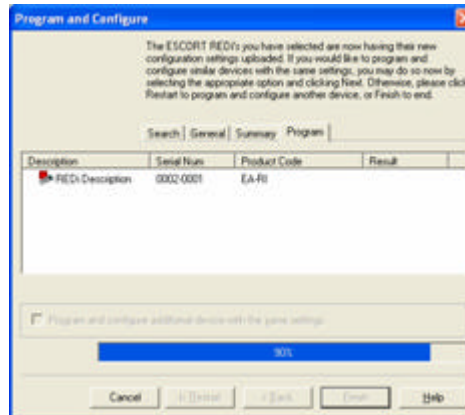 Program and Configure
The ESCORT REDi's you have selected are now having their new
configuration settings uploaded. If you would like to program and
configure similar devices with the same settings, you may do so now by
selecting the appropriate option and clicking Next. Otherwise, please click
Restart to program and configure another device, or Finish to end.
Search General Summary Program
Description Serial Num Product Code Result
REDi Description 0002-0001 EA-RI
Program and configure additional device with the same settings
90%
Cancel < Restart < Back Finish Help